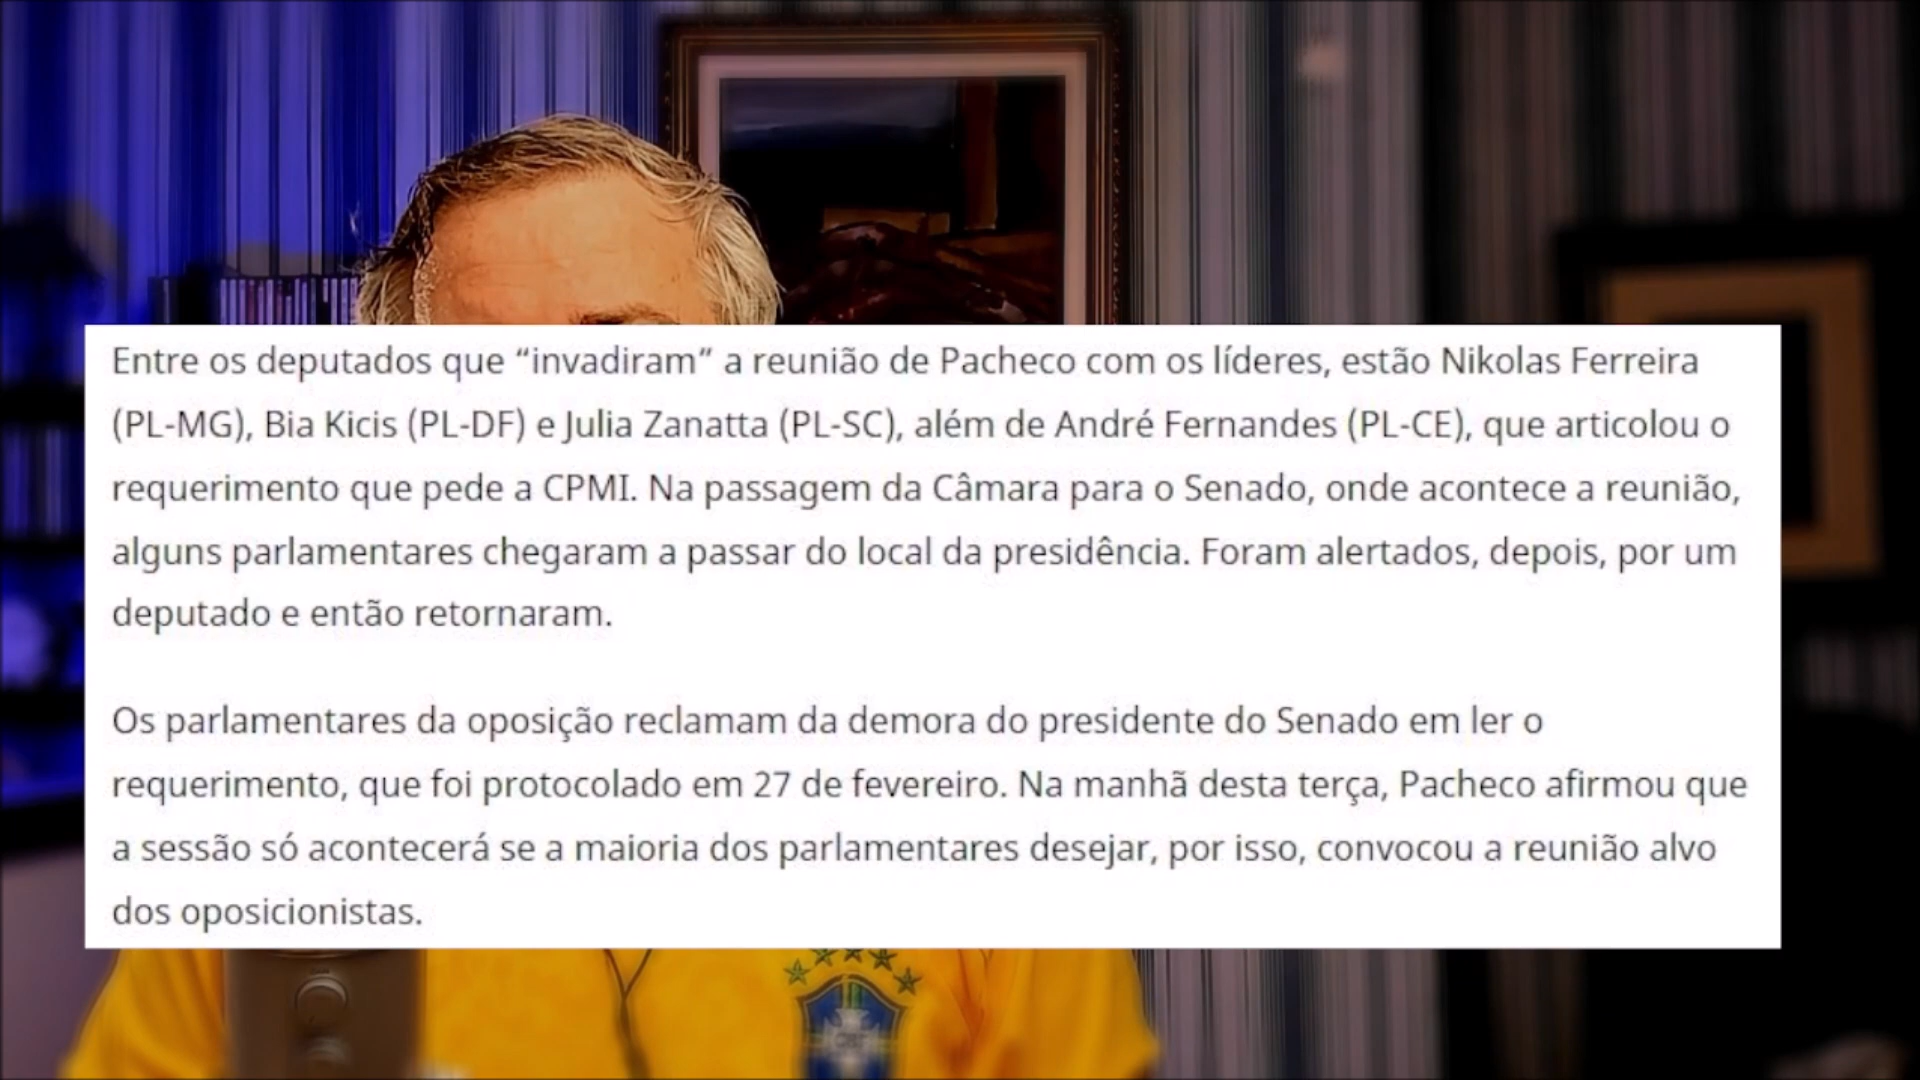 Entre os deputados que “invadiram” a reunião de Pacheco com os líderes, estão Nikolas Ferreira
(PL-MG), Bia Kicis (PL-DF) e Julia Zanatta (PL-SC), além de André Fernandes (PL-CE), que articolou o
requerimento que pede a CPMI. Na passagem da Câmara para o Senado, onde acontece a reunião,
alguns parlamentares chegaram a passar do local da presidência. Foram alertados, depois, por um
deputado e então retornaram.
Os parlamentares da oposição reclamam da demora do presidente do Senado em ler o
requerimento, que foi protocolado em 27 de fevereiro. Na manhã desta terça, Pacheco afirmou que
a sessão só acontecerá se a maioria dos parlamentares desejar, por isso, convocou a reunião alvo
dos oposicionistas.